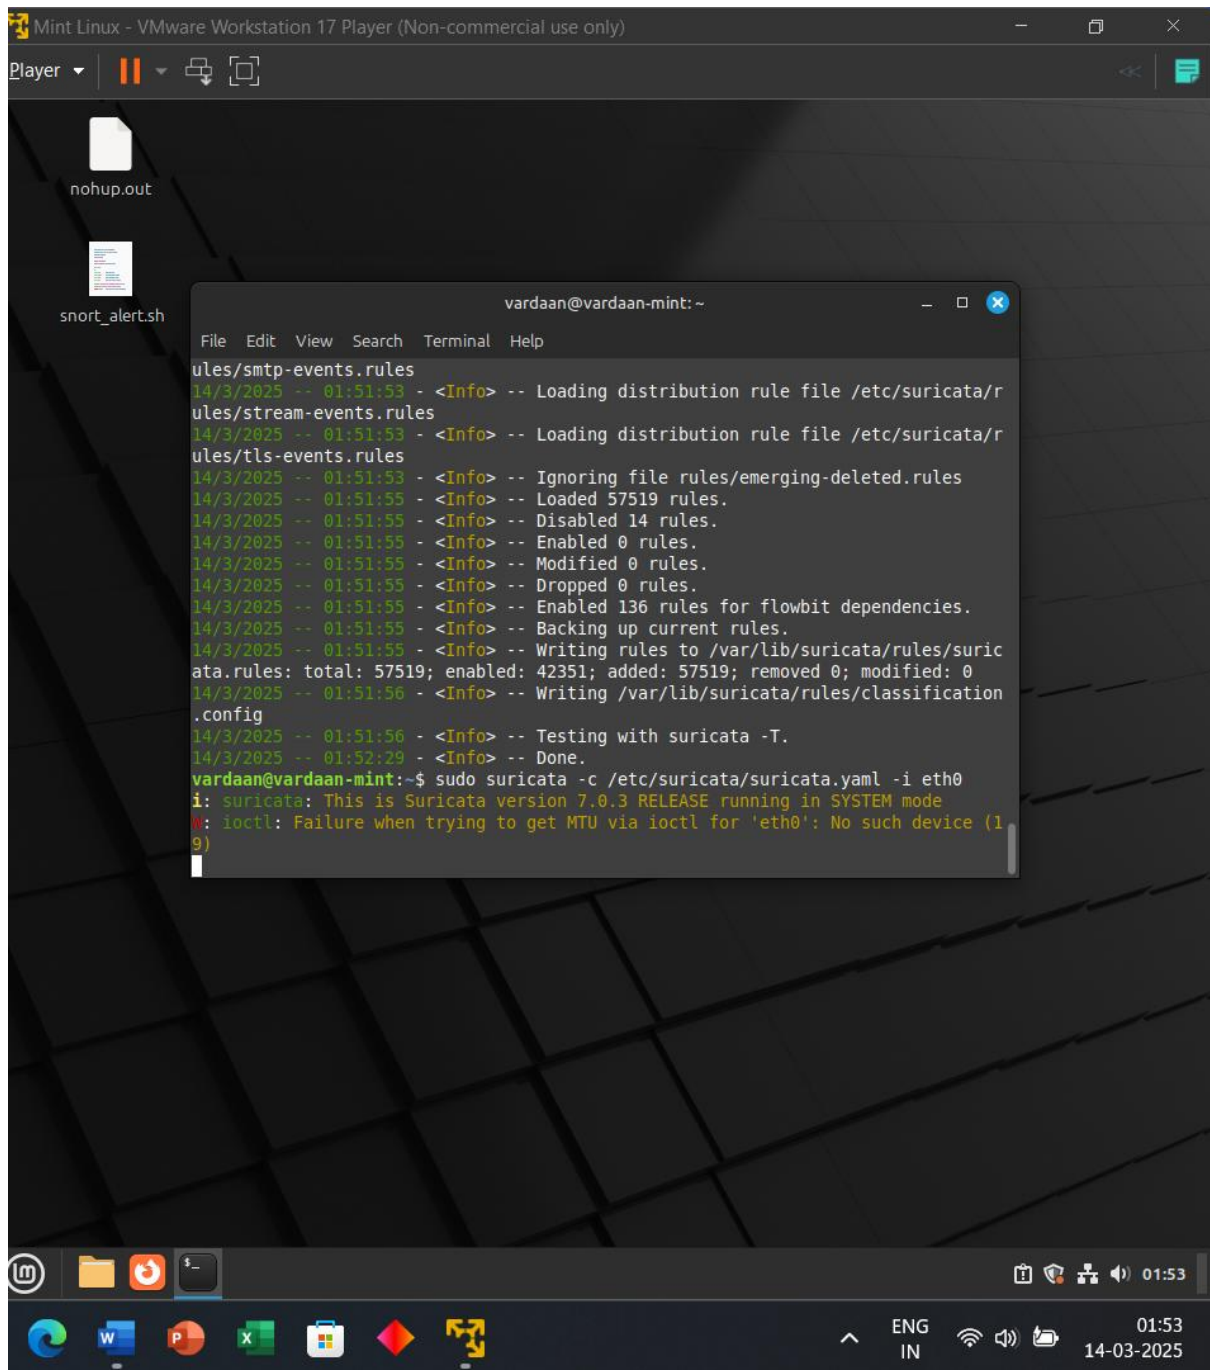 Mint Linux - VMware Workstation 17 Player (Non-commercial use only)
Player
nohup.out
snort_alert.sh
vardaan@vardaan-mint: ~
File Edit View Search Terminal Help
ules/smtp-events.rules
14/3/2025 -- 01:51:53 - <Info> -- Loading distribution rule file /etc/suricata/r
ules/stream-events.rules
14/3/2025 -- 01:51:53 - <Info> -- Loading distribution rule file /etc/suricata/r
ules/tls-events.rules
14/3/2025 -- 01:51:53 - <Info> -- Ignoring file rules/emerging-deleted.rules
14/3/2025 -- 01:51:55 - <Info> -- Loaded 57519 rules.
14/3/2025 -- 01:51:55 - <Info> -- Disabled 14 rules.
14/3/2025 -- 01:51:55 - <Info> -- Enabled 0 rules.
14/3/2025 -- 01:51:55 - <Info> -- Modified 0 rules.
14/3/2025 -- 01:51:55 - <Info> -- Dropped 0 rules.
14/3/2025 -- 01:51:55 - <Info> -- Enabled 136 rules for flowbit dependencies.
14/3/2025 -- 01:51:55 - <Info> -- Backing up current rules.
14/3/2025 -- 01:51:55 - <Info> -- Writing rules to /var/lib/suricata/rules/suric
ata.rules: total: 57519; enabled: 42351; added: 57519; removed 0; modified: 0
14/3/2025 -- 01:51:56 - <Info> -- Writing /var/lib/suricata/rules/classification
.config
14/3/2025 -- 01:51:56 - <Info> -- Testing with suricata -T.
14/3/2025 -- 01:52:29 - <Info> -- Done.
vardaan@vardaan-mint:~$ sudo suricata -c /etc/suricata/suricata.yaml -i eth0
i: suricata: This is Suricata version 7.0.3 RELEASE running in SYSTEM mode
W: ioctl: Failure when trying to get MTU via ioctl for 'eth0': No such device (1
9)
01:53
ENG
IN
01:53
14-03-2025